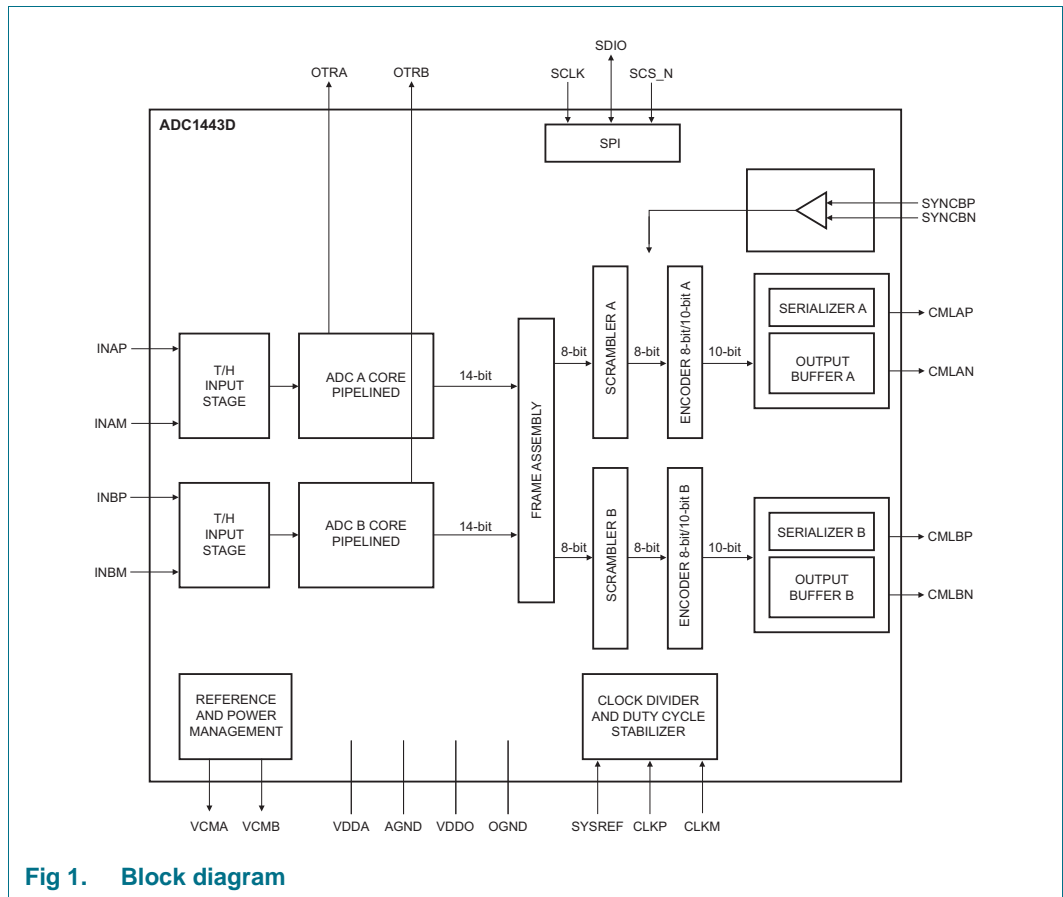 SDIO
OTRA
OTRB
SCLK
SCS_N
ADC1443D
SPI
SYNCBP
SYNCBN
INAP
INAM
T/H
INPUT
STAGE
ADC A CORE
PIPELINED
14-bit
FRAME ASSEMBLY
8-bit
SCRAMBLER A
8-bit
ENCODER 8-bit/10-bit A
10-bit
SERIALIZER A
OUTPUT
BUFFER A
CMLAP
CMLAN
INBP
INBM
T/H
INPUT
STAGE
ADC B CORE
PIPELINED
14-bit
8-bit
SCRAMBLER B
8-bit
ENCODER 8-bit/10-bit B
10-bit
SERIALIZER B
OUTPUT
BUFFER B
CMLBP
CMLBN
REFERENCE
AND POWER
MANAGEMENT
CLOCK DIVIDER
AND DUTY CYCLE
STABILIZER
VCMA
VCMB
VDDA
AGND
VDDO
OGND
SYSREF
CLKP
CLKM
Fig 1. Block diagram